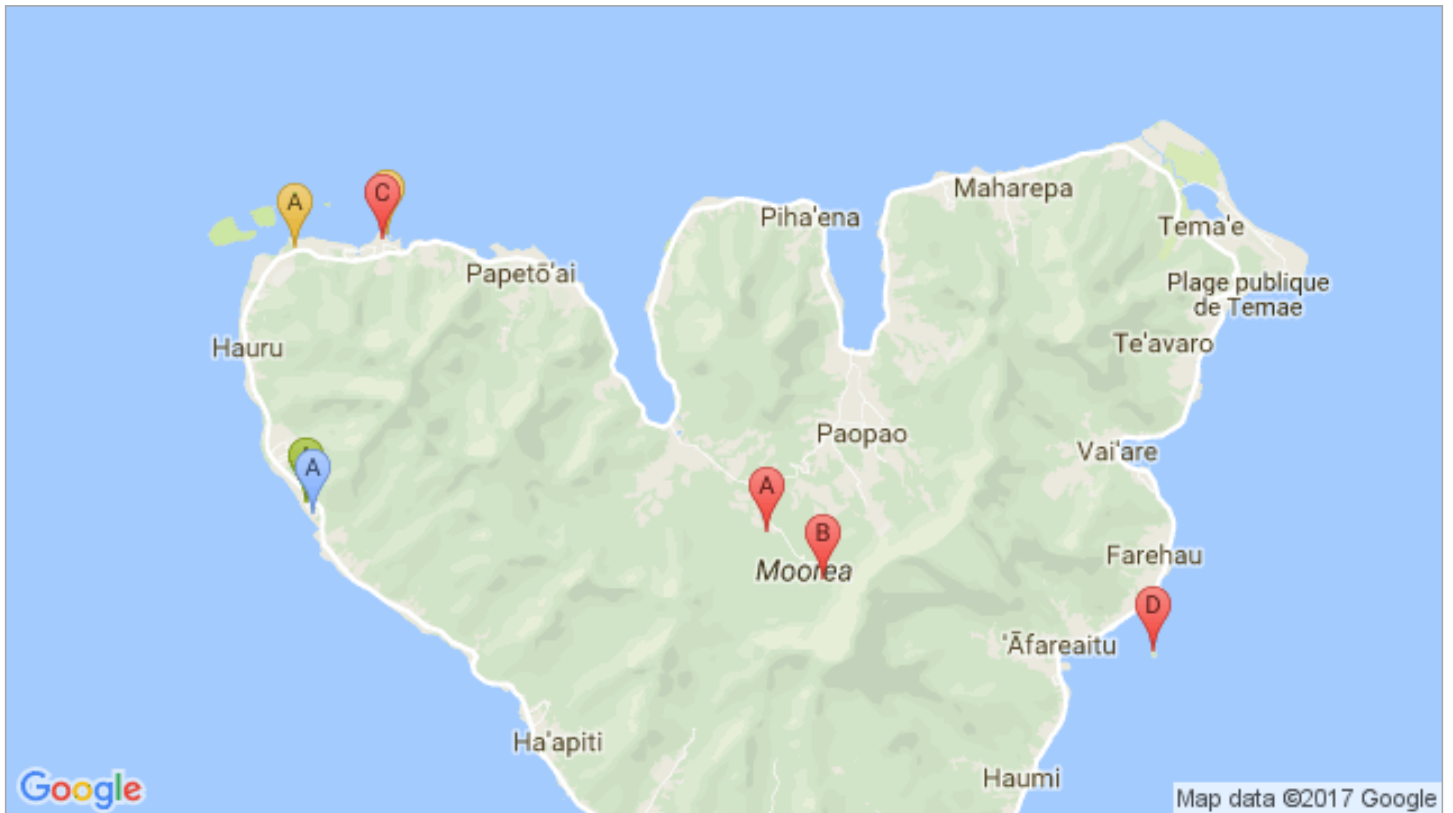 A
C
Maharepa
Piha'ena
Tema'e
Papetō'ai
Plage publique
de Temae
Hauru
Te'avaro
Paopao
Vai'are
A
A
B
Moorea
Farehau
D
'Āfareaitu
Ha'apiti
Haumi
Google
Map data ©2017 Google